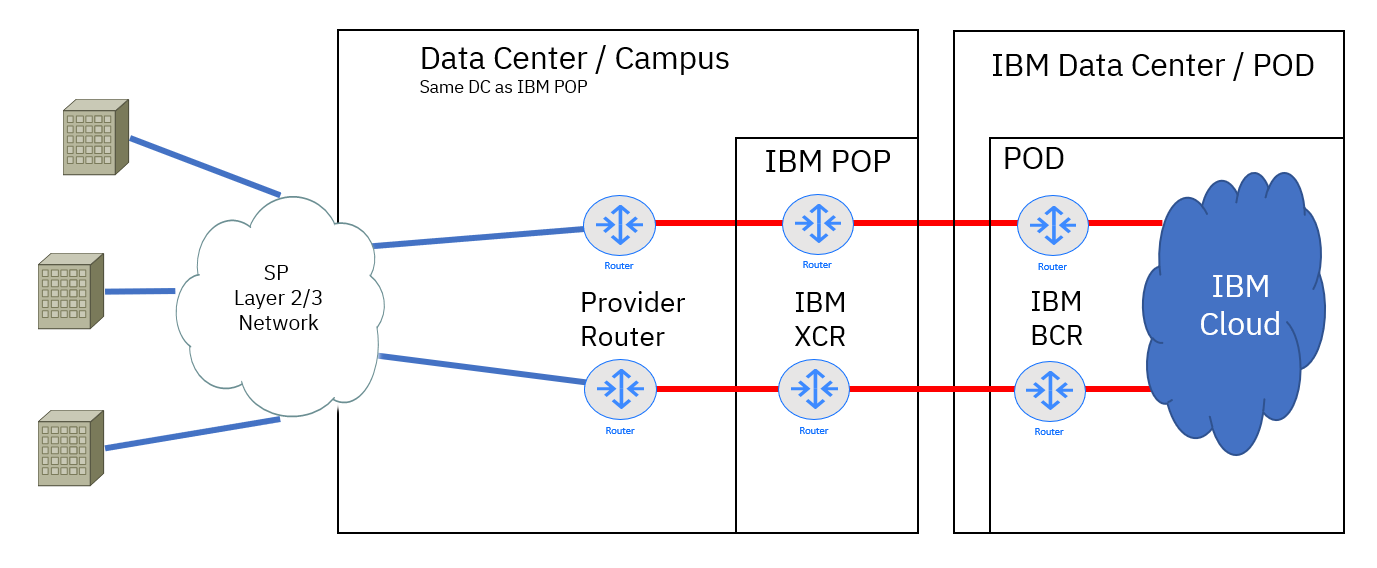 Data Center / Campus
Same DC as IBM POP
IBM Data Center / POD
IBM POP
POD
SP
Layer 2/3
Network
Router
Router
Router
Provider
Router
IBM
XCR
IBM
BCR
IBM
Cloud
Router
Router
Router